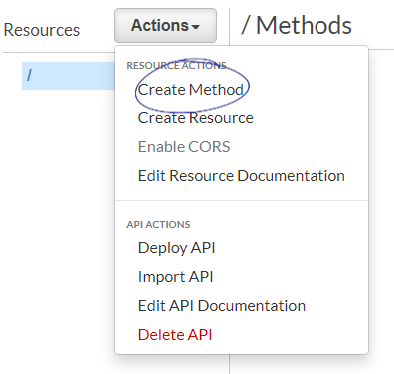 Resources
Actions
/ Methods
/
RESOURCE ACTIONS
Create Method
Create Resource
Enable CORS
Edit Resource Documentation
API ACTIONS
Deploy API
Import API
Edit API Documentation
Delete API